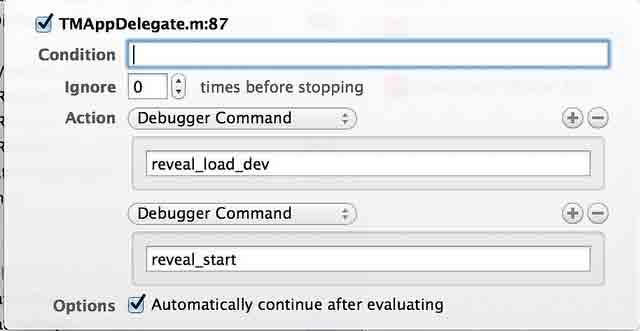 TMAppDelegate.m:87
Condition
Ignore 0 times before stopping
Action Debugger Command
reveal_load_dev
Debugger Command
reveal_start
Options Automatically continue after evaluating